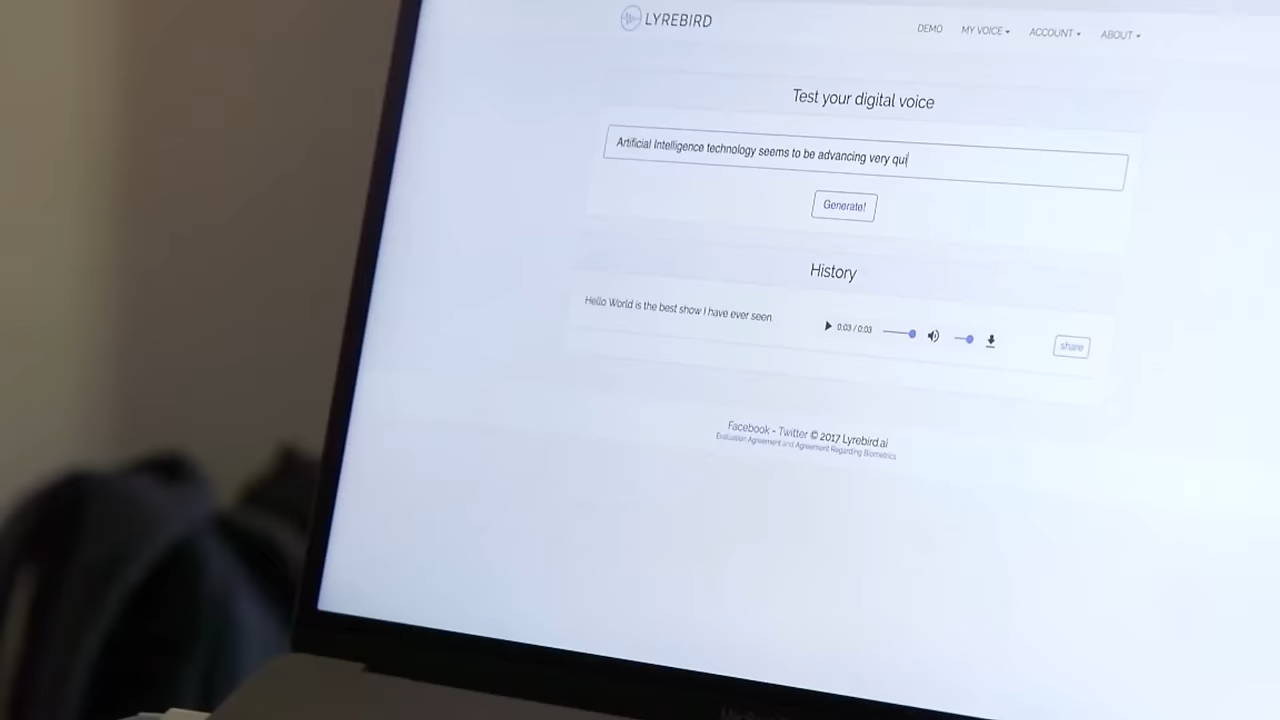 LYREBIRD
DEMO MY VOICE ACCOUNT ABOUT
Test your digital voice
Artificial Intelligence technology seems to be advancing very qui
Generate!
History
Hello World is the best show I have ever seen.
0:03 / 0:03
share
Facebook - Twitter © 2017 Lyrebird.ai
Evaluation Agreement and Agreement Regarding Biometrics